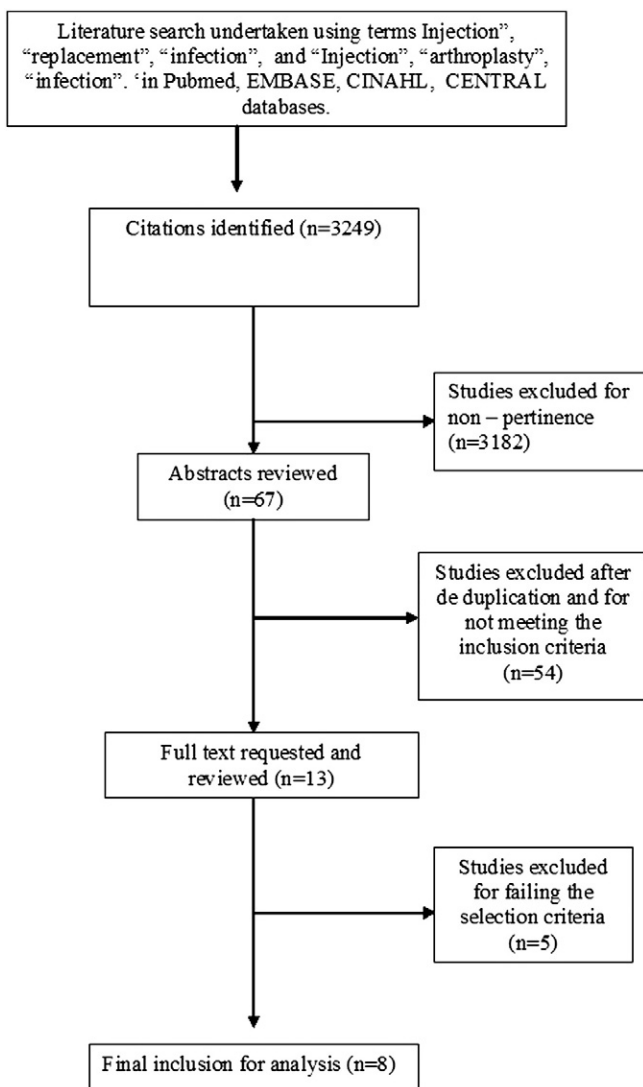 Literature search undertaken using terms Injection”,
“replacement”, “infection”, and “Injection”, “arthroplasty”,
“infection”. ‘in Pubmed, EMBASE, CINAHL, CENTRAL
databases.
Citations identified (n=3249)
Studies excluded for
non – pertinence
(n=3182)
Abstracts reviewed
(n=67)
Studies excluded after
de duplication and for
not meeting the
inclusion criteria
(n=54)
Full text requested and
reviewed (n=13)
Studies excluded
for failing the
selection criteria
(n=5)
Final inclusion for analysis (n=8)